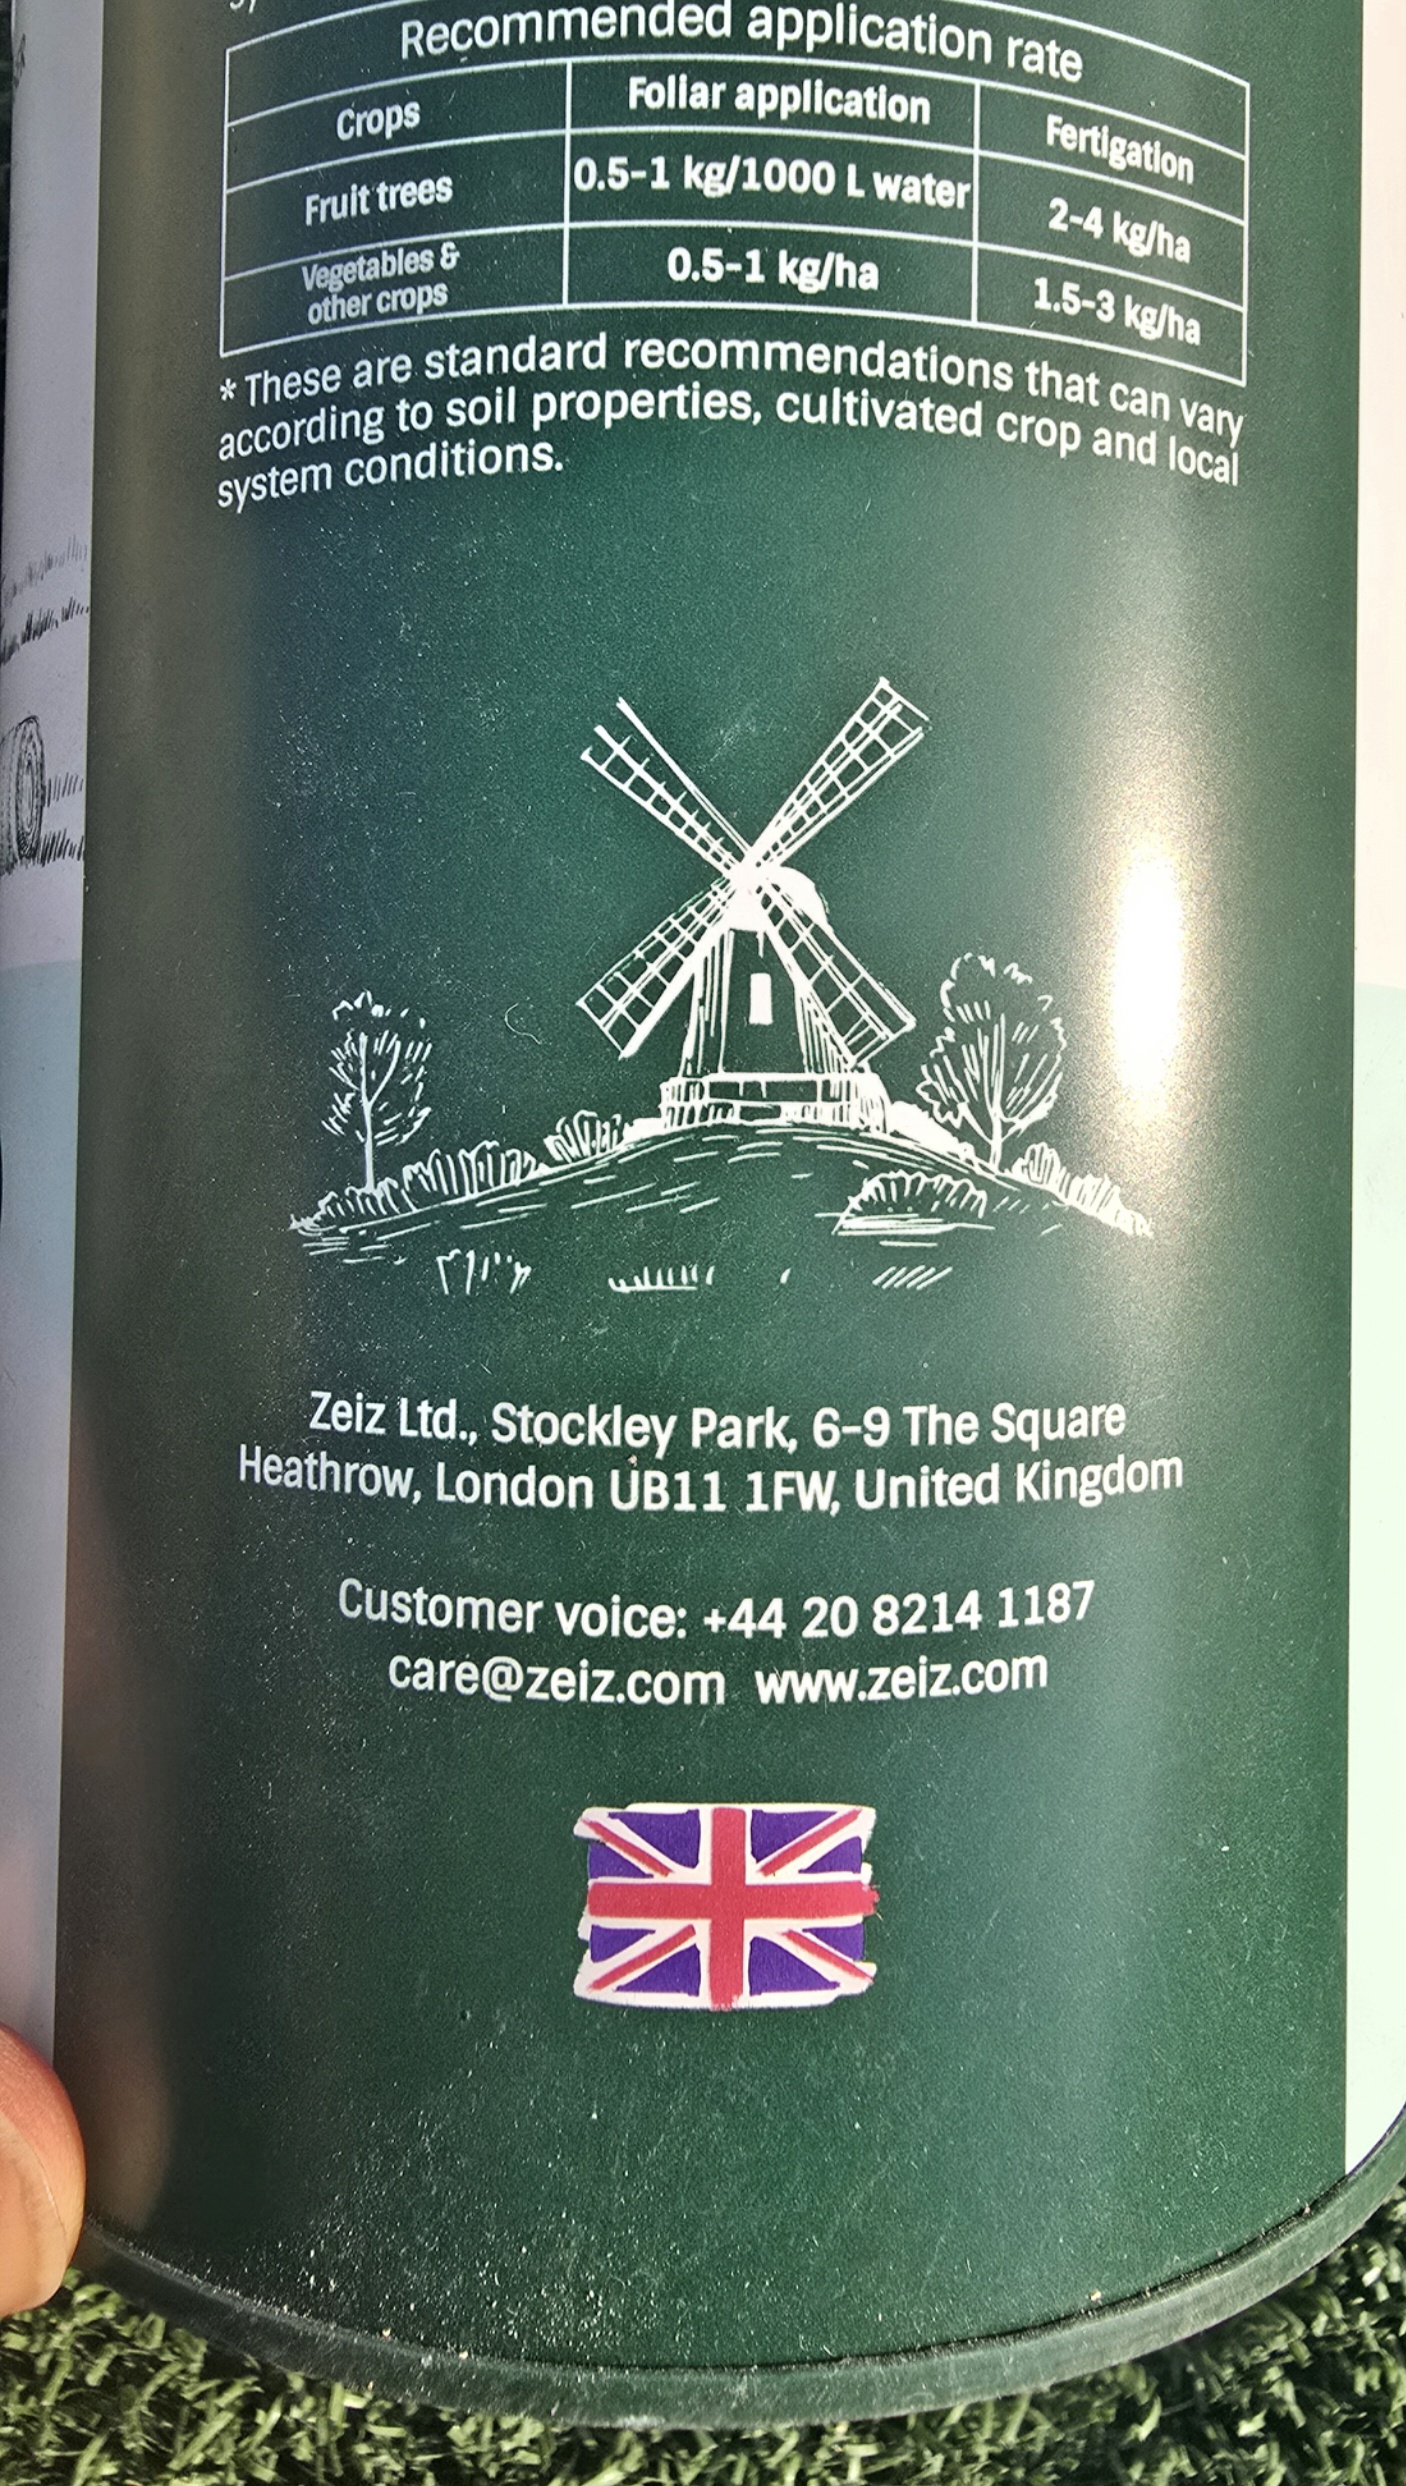 Recommended application rate
Crops Foliar application Fertigation
Fruit trees 0.5-1 kg/1000 L water 2-4 kg/ha
Vegetables &
other crops 0.5-1 kg/ha 1.5-3 kg/ha
* These are standard recommendations that can vary
according to soil properties, cultivated crop and local
system conditions.
Zeiz Ltd., Stockley Park, 6-9 The Square
Heathrow, London UB11 1FW, United Kingdom
Customer voice: +44 20 8214 1187
care@zeiz.com www.zeiz.com